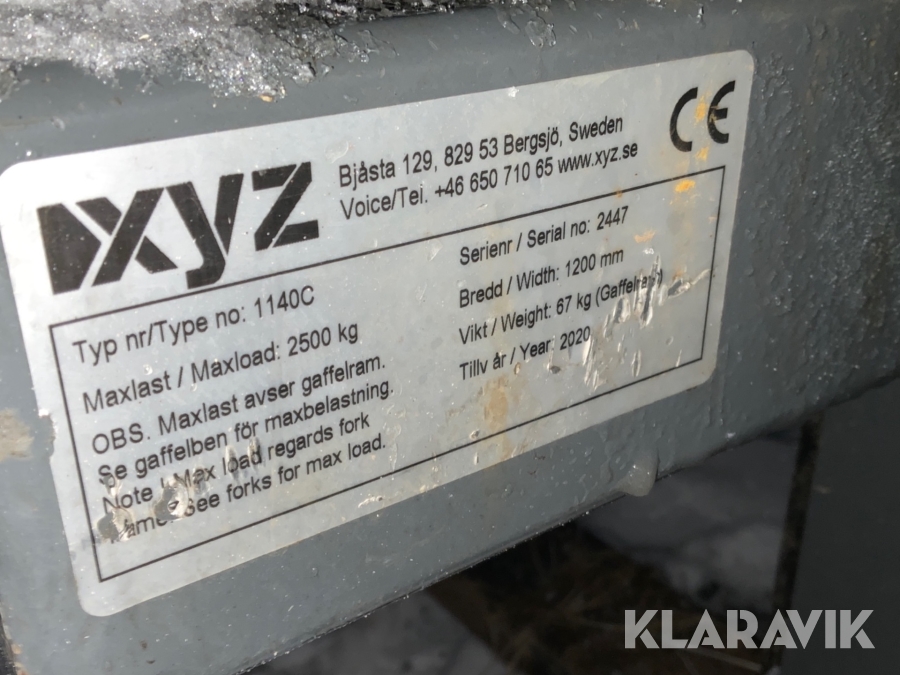 xyz
Bjåsta 129, 829 53 Bergsjö, Sweden
Voice/Tel. +46 650 710 65 www.xyz.se
CE
Typ nr/Type no: 1140C
Maxlast / Maxload: 2500 kg
OBS. Maxlast avser gaffelram.
Se gaffelben för maxbelastning.
Note ! Max load regards fork
frame. See forks for max load.
Serienr / Serial no: 2447
Bredd / Width: 1200 mm
Vikt / Weight: 67 kg (Gaffelram)
Tillv år / Year: 2020
KLARAVIK